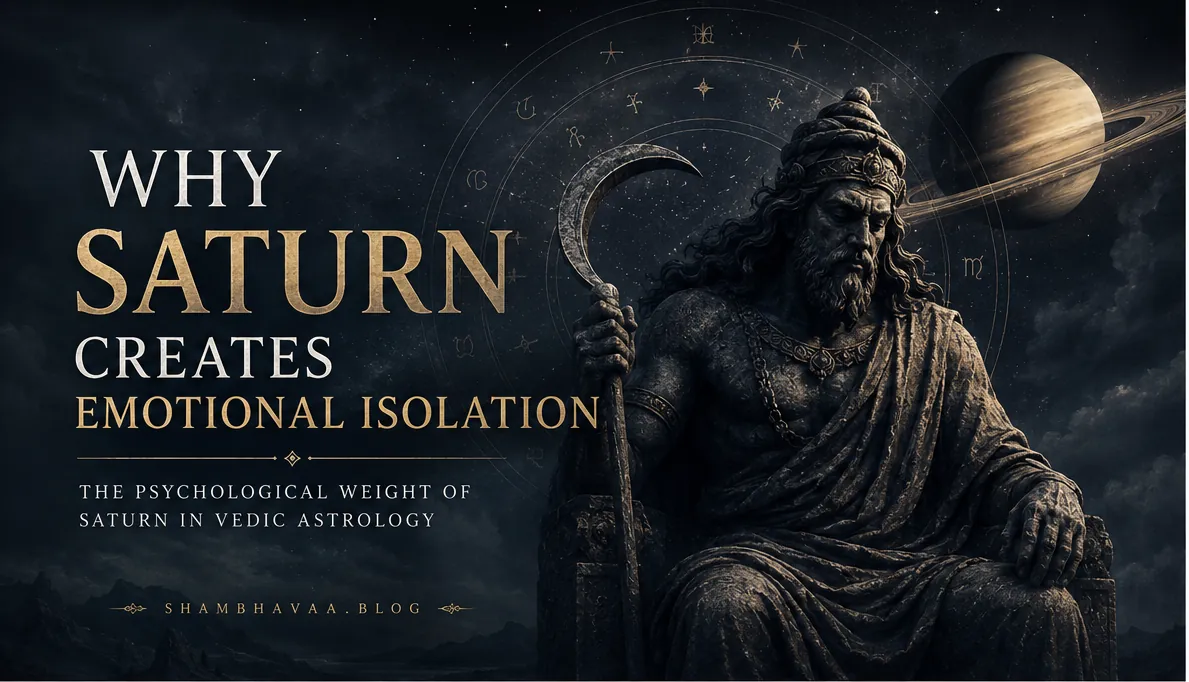 WHY
SATURN
CREATES
EMOTIONAL ISOLATION
THE PSYCHOLOGICAL WEIGHT OF
SATURN IN VEDIC ASTROLOGY
SHAMBHAVAA.BLOG